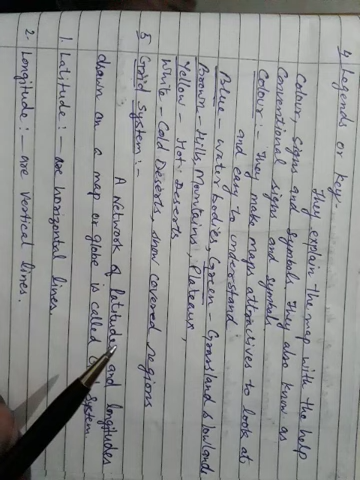 4 Legends or key-
They explain the map with the help
Colour, signs and symbols. They also know as
Conventional signs and symbols
Colour:- They make maps attractives to look at
and easy to understand
Blue - water bodies, Green - Grassland & lowland
Brown - Hills, Mountains, Plateaus,
Yellow - Hot Deserts
White - Cold Deserts, snow covered regions
5. Grid System:-
A Network of latitudes and longitudes
drawn on a map or globe is called System.
1. Latitude:- are horizontal lines.
2. Longitude:- are vertical lines.